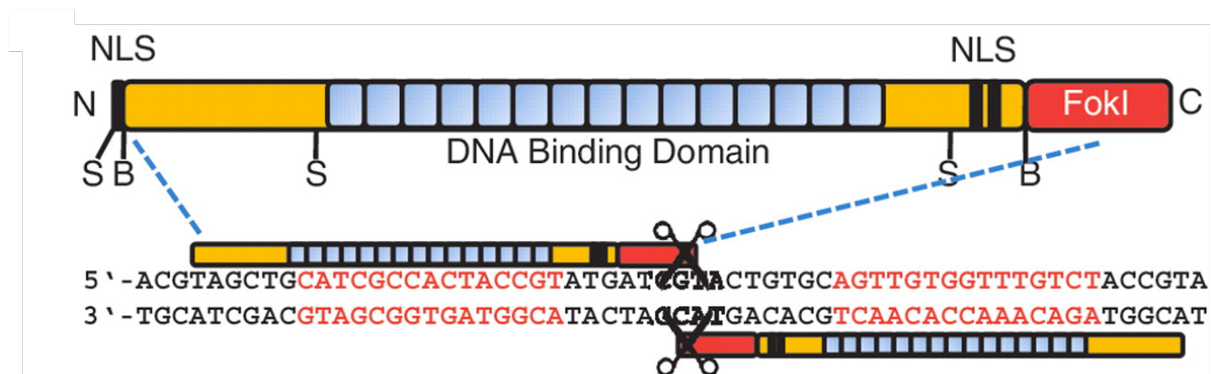 NLS NLS
N FokI C
S B S DNA Binding Domain S B
5'-ACGTAGCTGCATCGCCACTACCGTATGATCGTACTGTGCAGTTGTGGTTTGTCTACCGTA
3'-TGCATCGACGTAGCGGTGATGGCATACTAGCATGACACGTCAACACCAAACAGATGGCAT